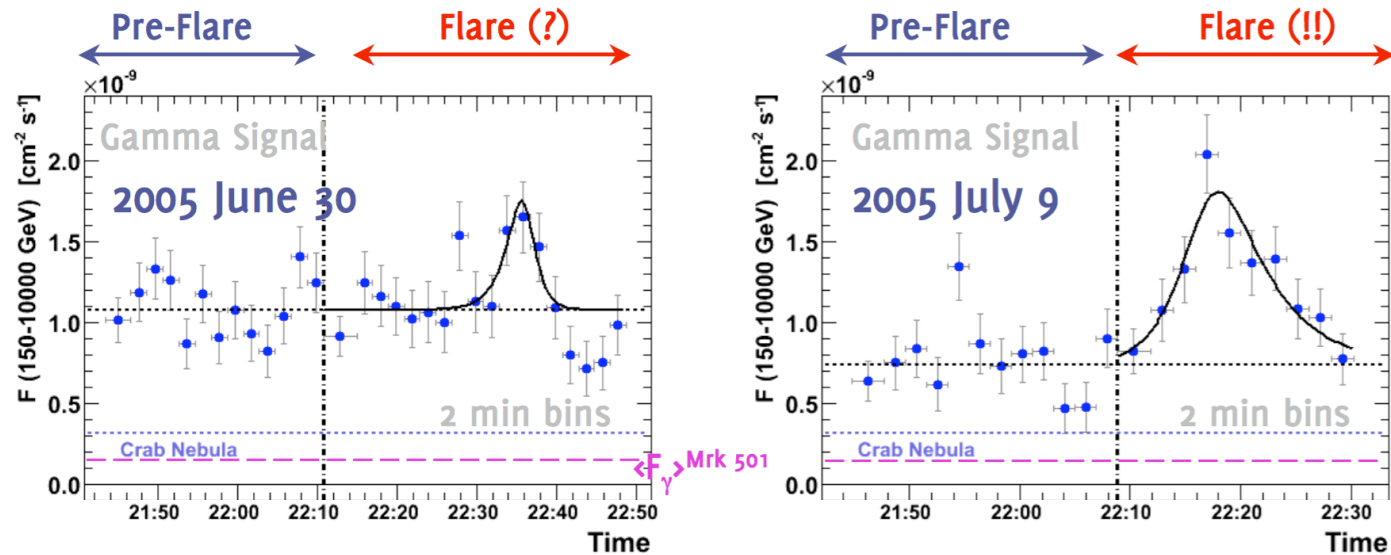 Pre-Flare
Flare (?)
×10⁻⁹
F (150-10000 GeV) [cm⁻² s⁻¹]
Gamma Signal
2005 June 30
2.0
1.5
1.0
0.5
0.0
2 min bins
Crab Nebula
21:50 22:00 22:10 22:20 22:30 22:40 22:50
Time
<F_γ> Mrk 501
Pre-Flare
Flare (!!)
×10⁻⁹
F (150-10000 GeV) [cm⁻² s⁻¹]
Gamma Signal
2005 July 9
2.0
1.5
1.0
0.5
0.0
2 min bins
Crab Nebula
21:50 22:00 22:10 22:20 22:30
Time